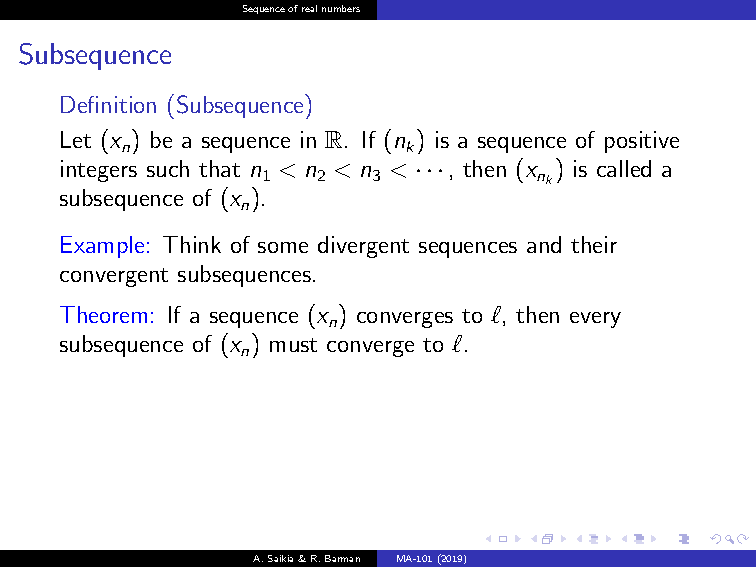 Sequence of real numbers
Subsequence
Definition (Subsequence)
Let (xₙ) be a sequence in ℝ. If (nₖ) is a sequence of positive
integers such that n₁ < n₂ < n₃ < ⋯, then (xₙₖ) is called a
subsequence of (xₙ).
Example: Think of some divergent sequences and their
convergent subsequences.
Theorem: If a sequence (xₙ) converges to ℓ, then every
subsequence of (xₙ) must converge to ℓ.
A. Saikia & R. Barman MA-101 (2019)